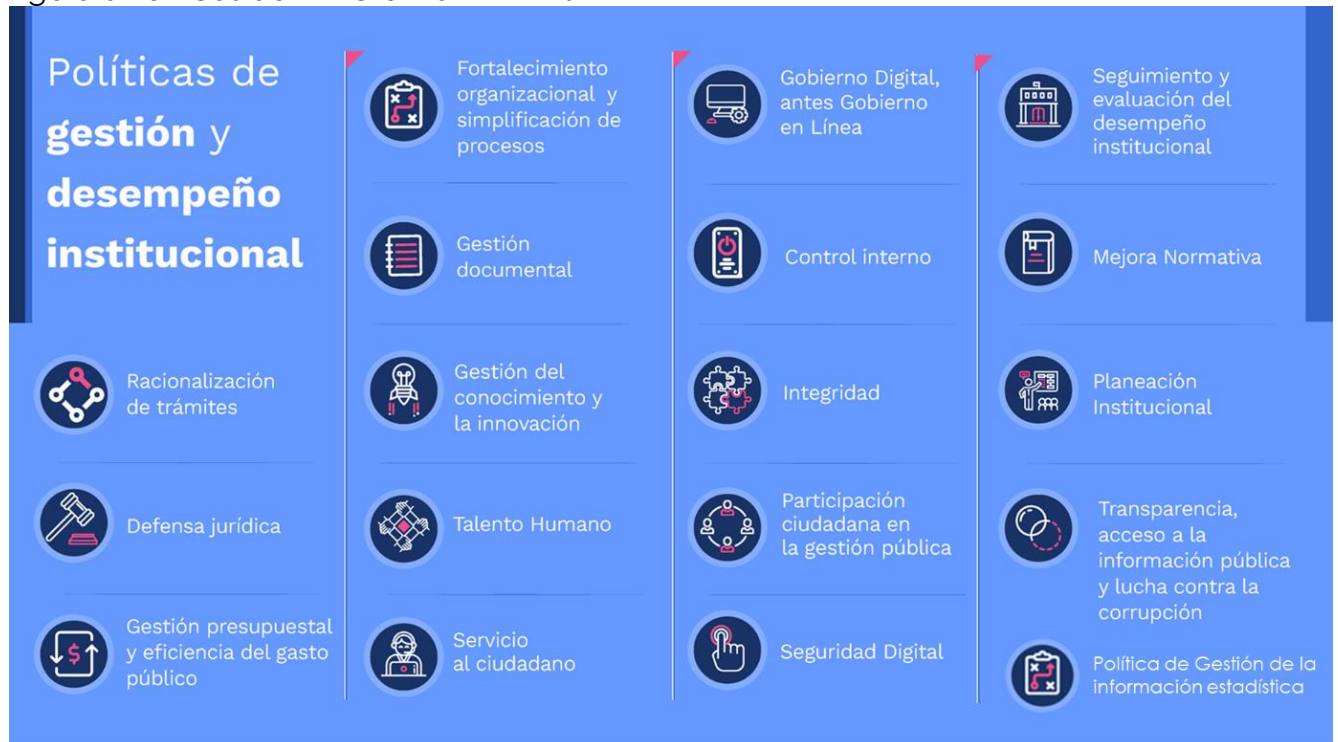 Políticas de
gestión y
desempeño
institucional
Racionalización
de trámites
Defensa jurídica
Gestión presupuestal
y eficiencia del gasto
público
Fortalecimiento
organizacional y
simplificación de
procesos
Gestión
documental
Gestión del
conocimiento y
la innovación
Talento Humano
Servicio
al ciudadano
Gobierno Digital,
antes Gobierno
en Línea
Control interno
Integridad
Participación
ciudadana en
la gestión pública
Seguridad Digital
Seguimiento y
evaluación del
desempeño
institucional
Mejora Normativa
Planeación
Institucional
Transparencia,
acceso a la
información pública
y lucha contra la
corrupción
Política de Gestión de la
información estadística